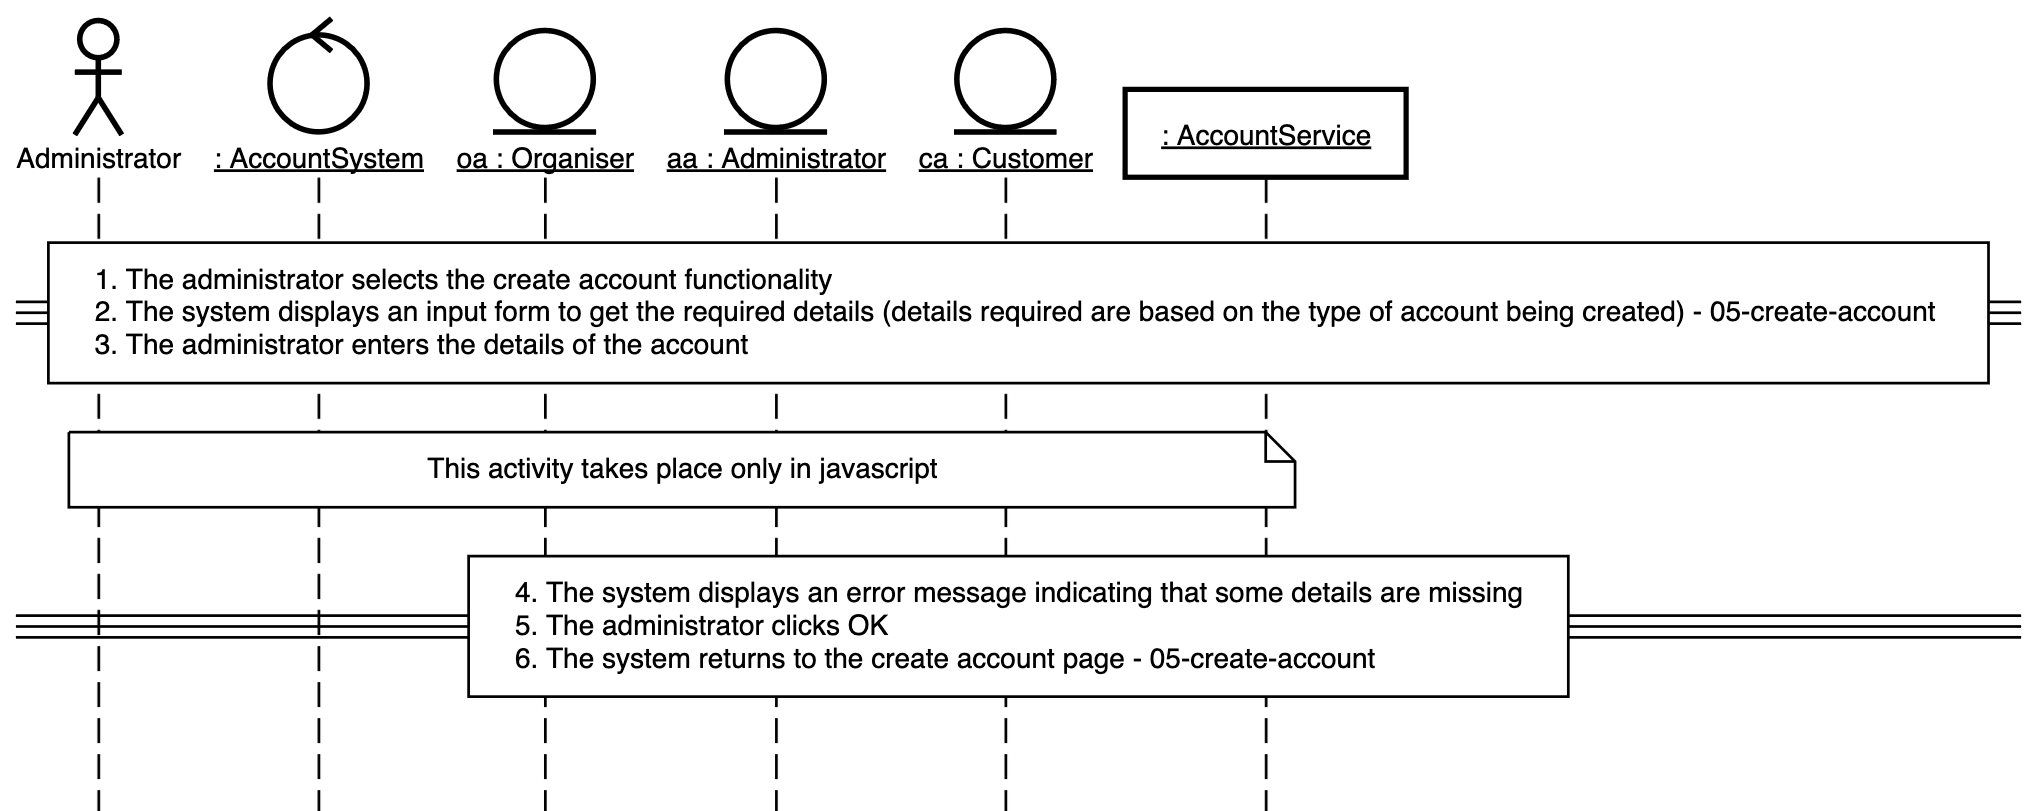 Administrator
: AccountSystem
oa : Organiser
aa : Administrator
ca : Customer
: AccountService
1. The administrator selects the create account functionality
2. The system displays an input form to get the required details (details required are based on the type of account being created) - 05-create-account
3. The administrator enters the details of the account
This activity takes place only in javascript
4. The system displays an error message indicating that some details are missing
5. The administrator clicks OK
6. The system returns to the create account page - 05-create-account